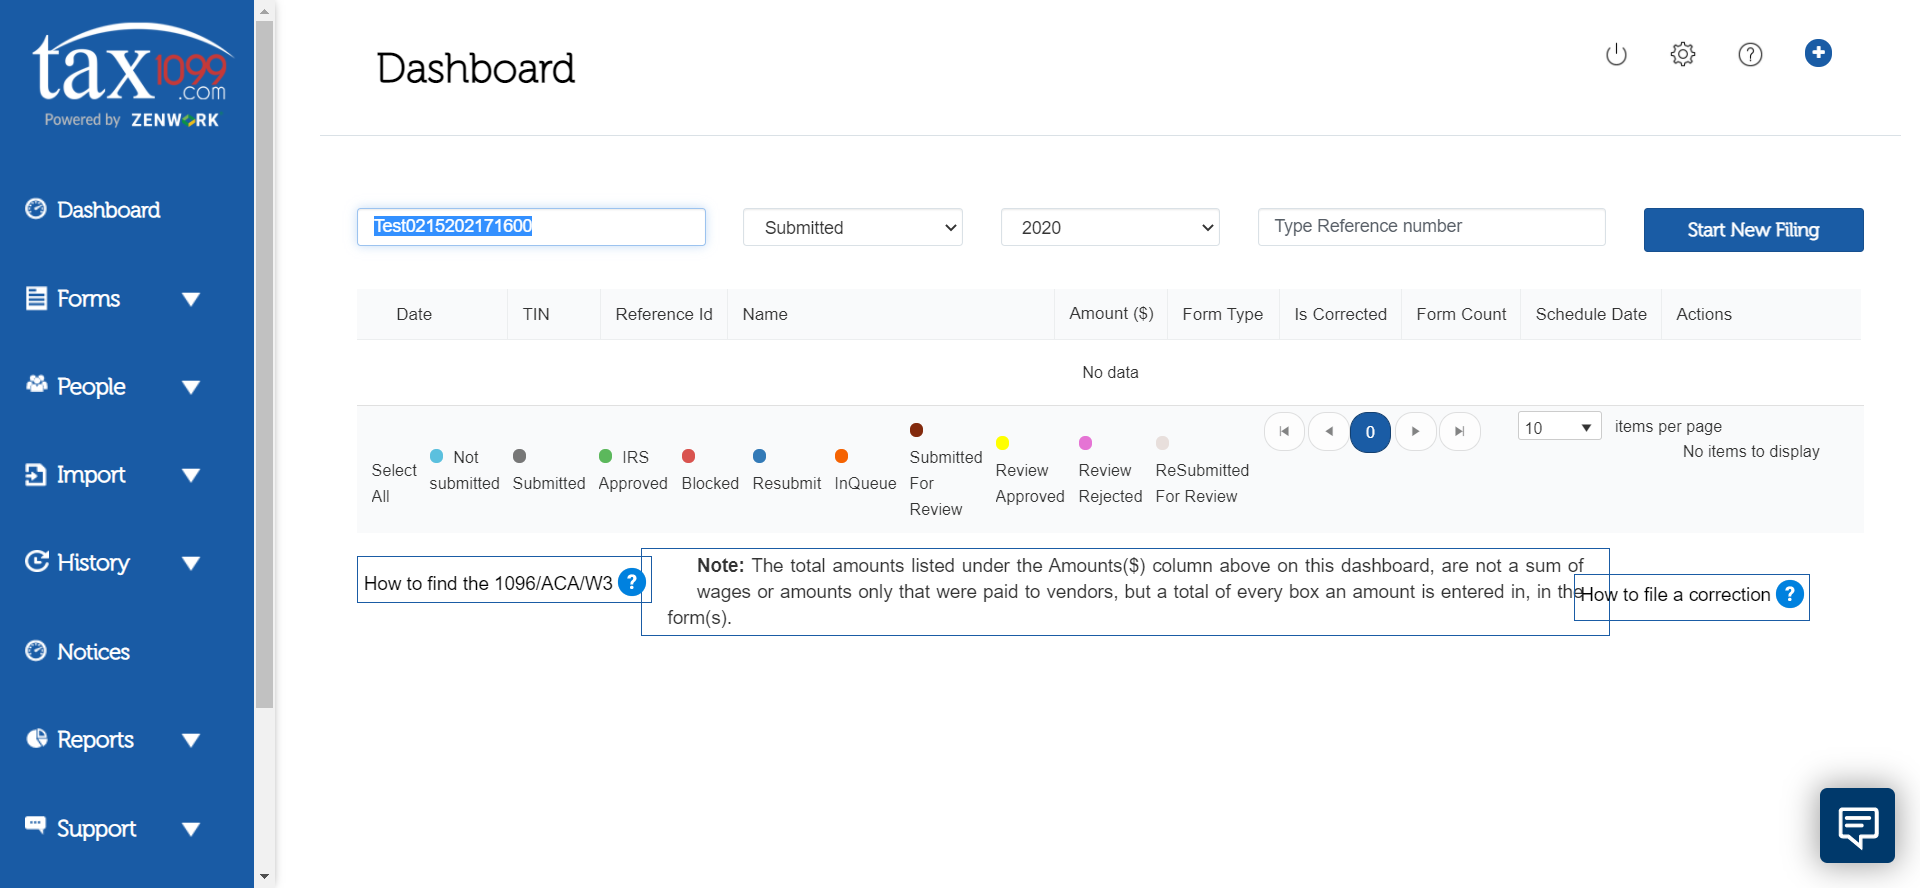 tax1099
.com
Powered by ZENWORK
Dashboard
Forms
People
Import
History
Notices
Reports
Support
Dashboard
Test0215202171600
Submitted
2020
Type Reference number
Start New Filing
Date
TIN
Reference Id
Name
Amount ($)
Form Type
Is Corrected
Form Count
Schedule Date
Actions
No data
Select
All
Not
submitted
Submitted
IRS
Approved
Blocked
Resubmit
InQueue
Submitted
For
Review
Review
Approved
Review
Rejected
ReSubmitted
For Review
0
10
items per page
No items to display
How to find the 1096/ACA/W3 ?
Note: The total amounts listed under the Amounts($) column above on this dashboard, are not a sum of
wages or amounts only that were paid to vendors, but a total of every box an amount is entered in, in the
form(s).
How to file a correction ?